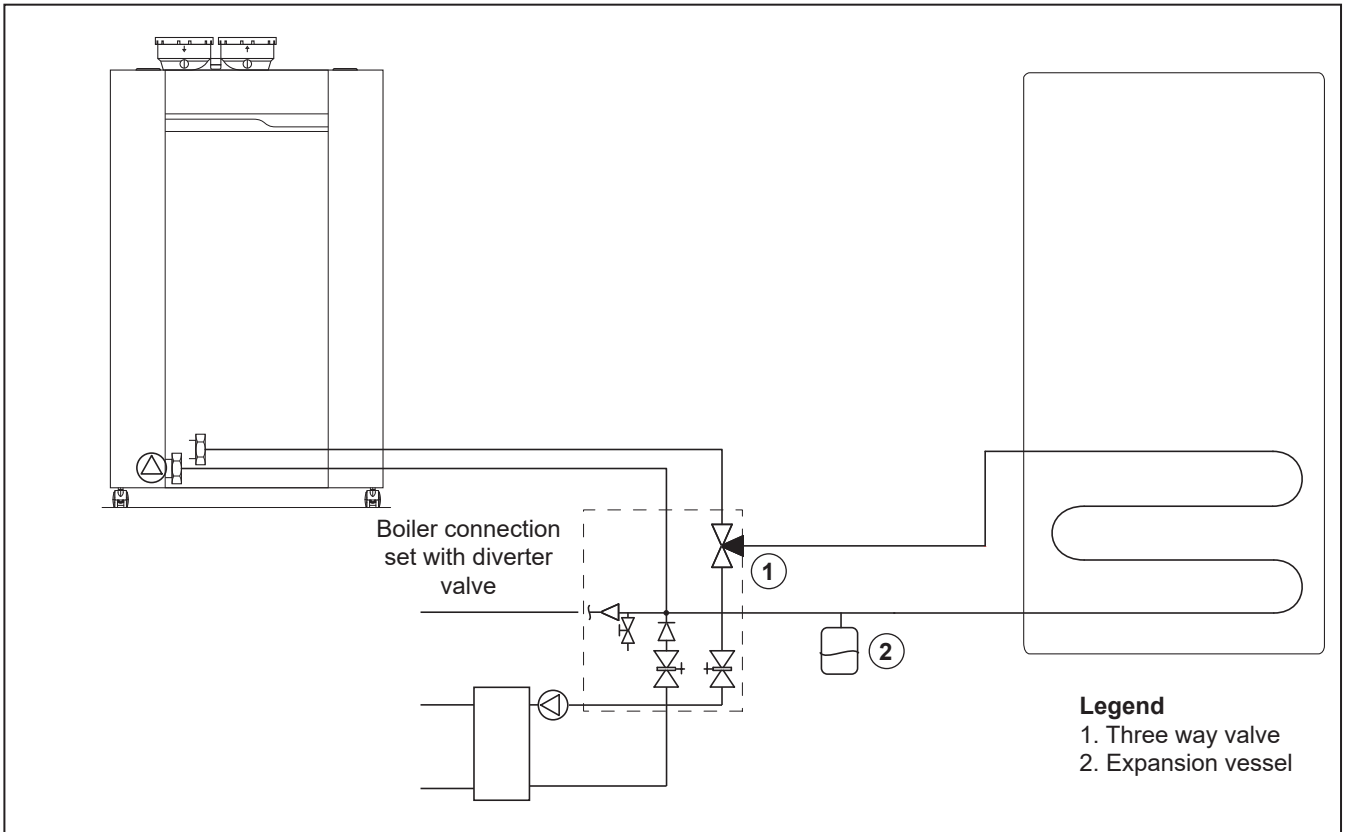 Boiler connection
set with diverter
valve
1
2
Legend
1. Three way valve
2. Expansion vessel